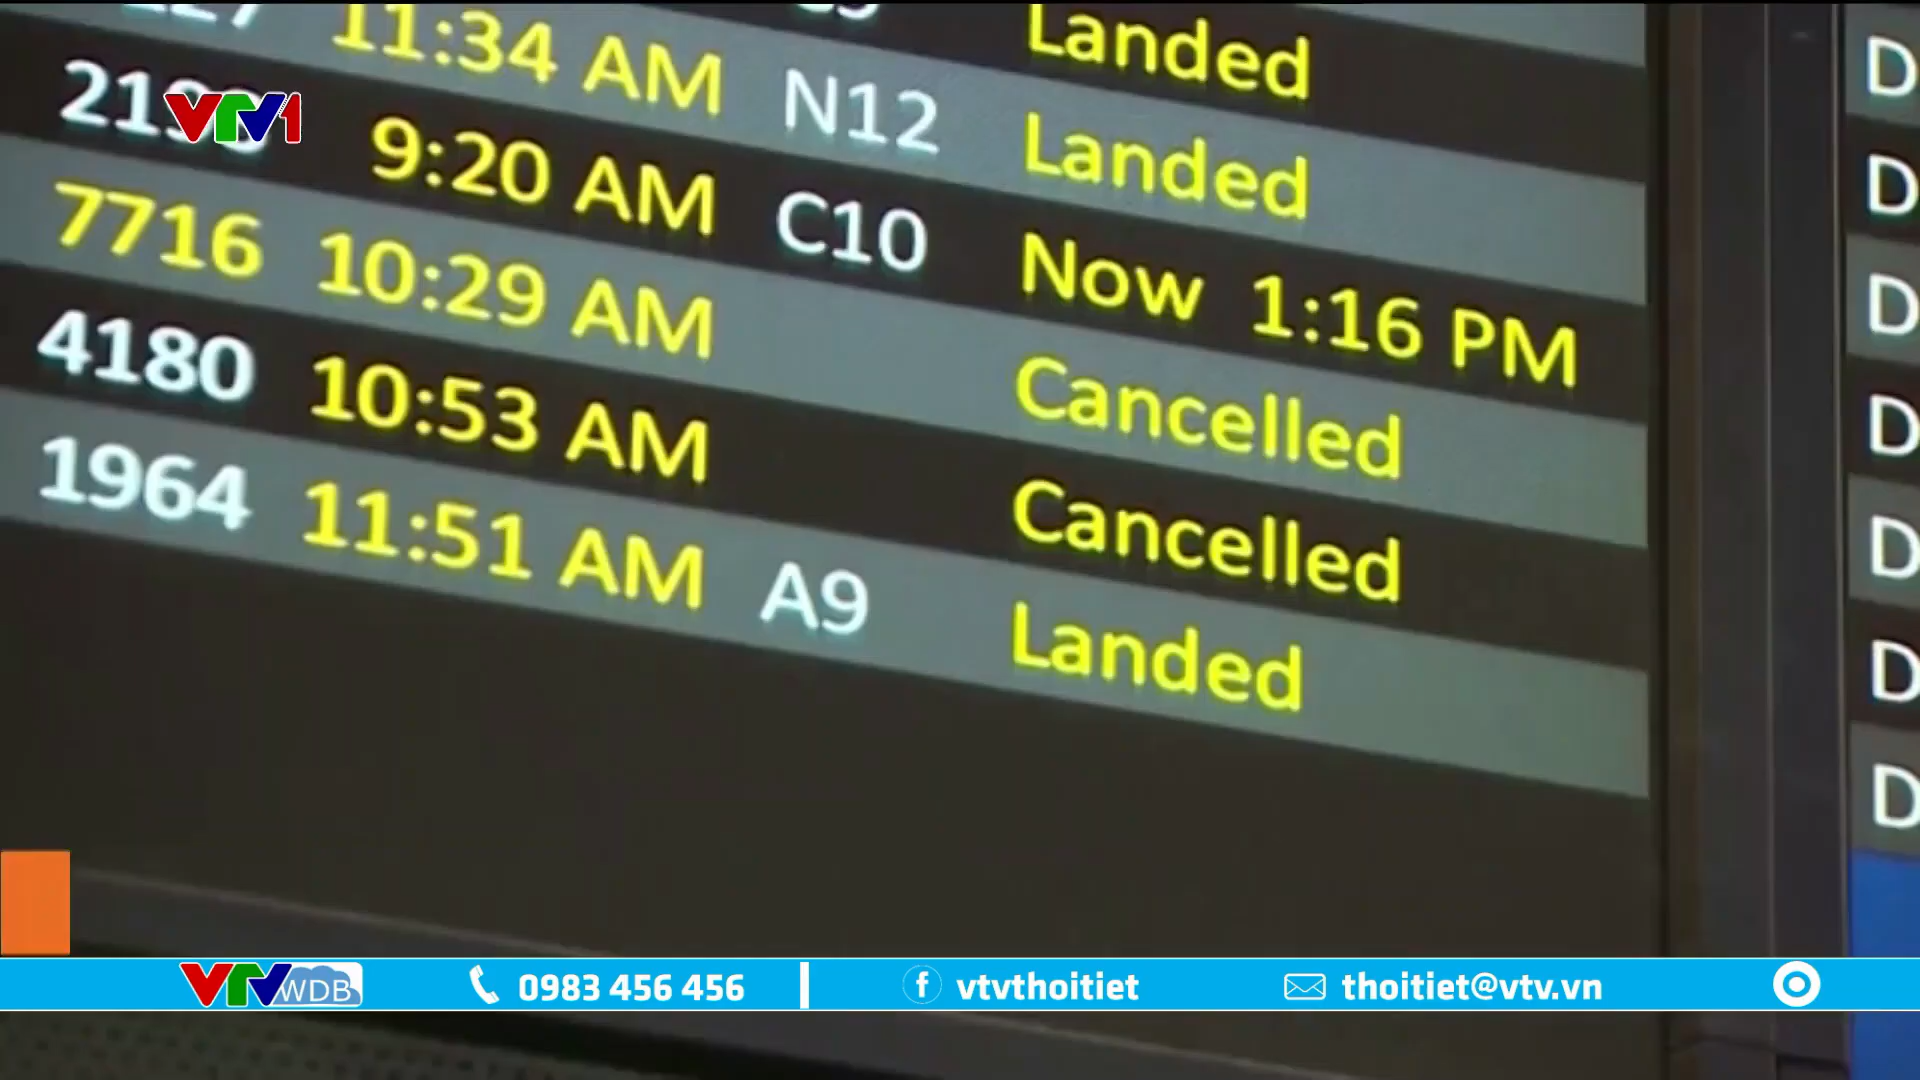 Landed
11:34 AM N12 Landed
9:20 AM C10 Now 1:16 PM
7716 10:29 AM Cancelled
4180 10:53 AM Cancelled
1964 11:51 AM A9 Landed
D
D
D
D
D
D
D
VTV1
VTV WDB 0983 456 456 vtvthoitiet thoitiet@vtv.vn